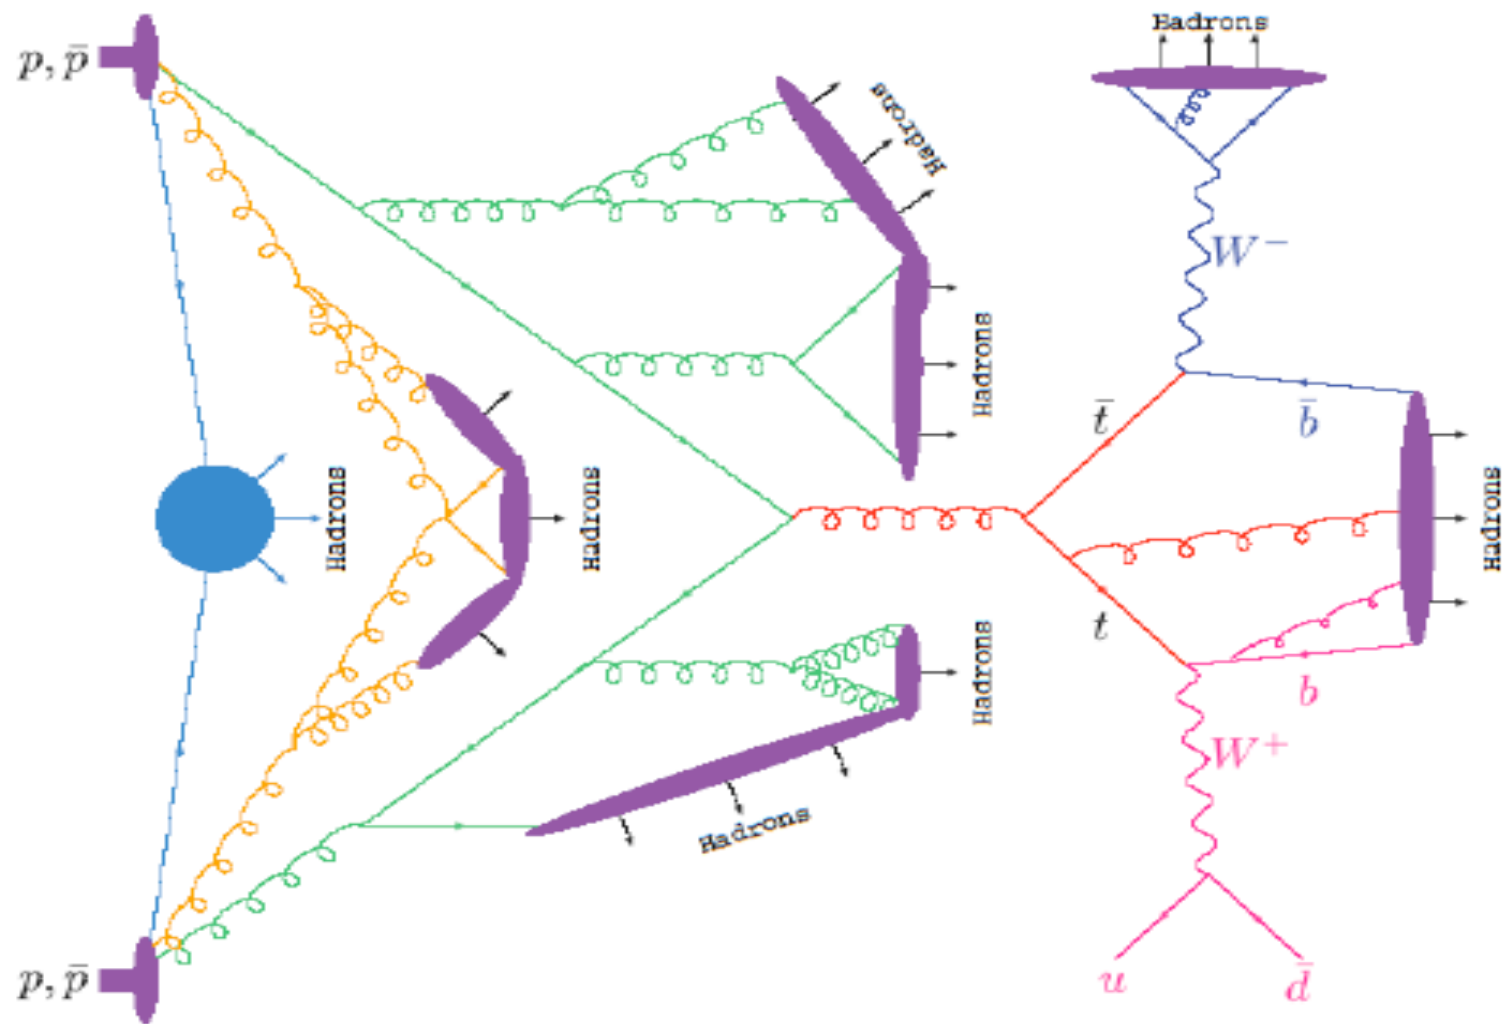 Hadrons
p, p̄
Hadrons
W⁻
Hadrons
t̄
b̄
Hadrons
Hadrons
Hadrons
t
Hadrons
b
W⁺
Hadrons
p, p̄
u
d̄